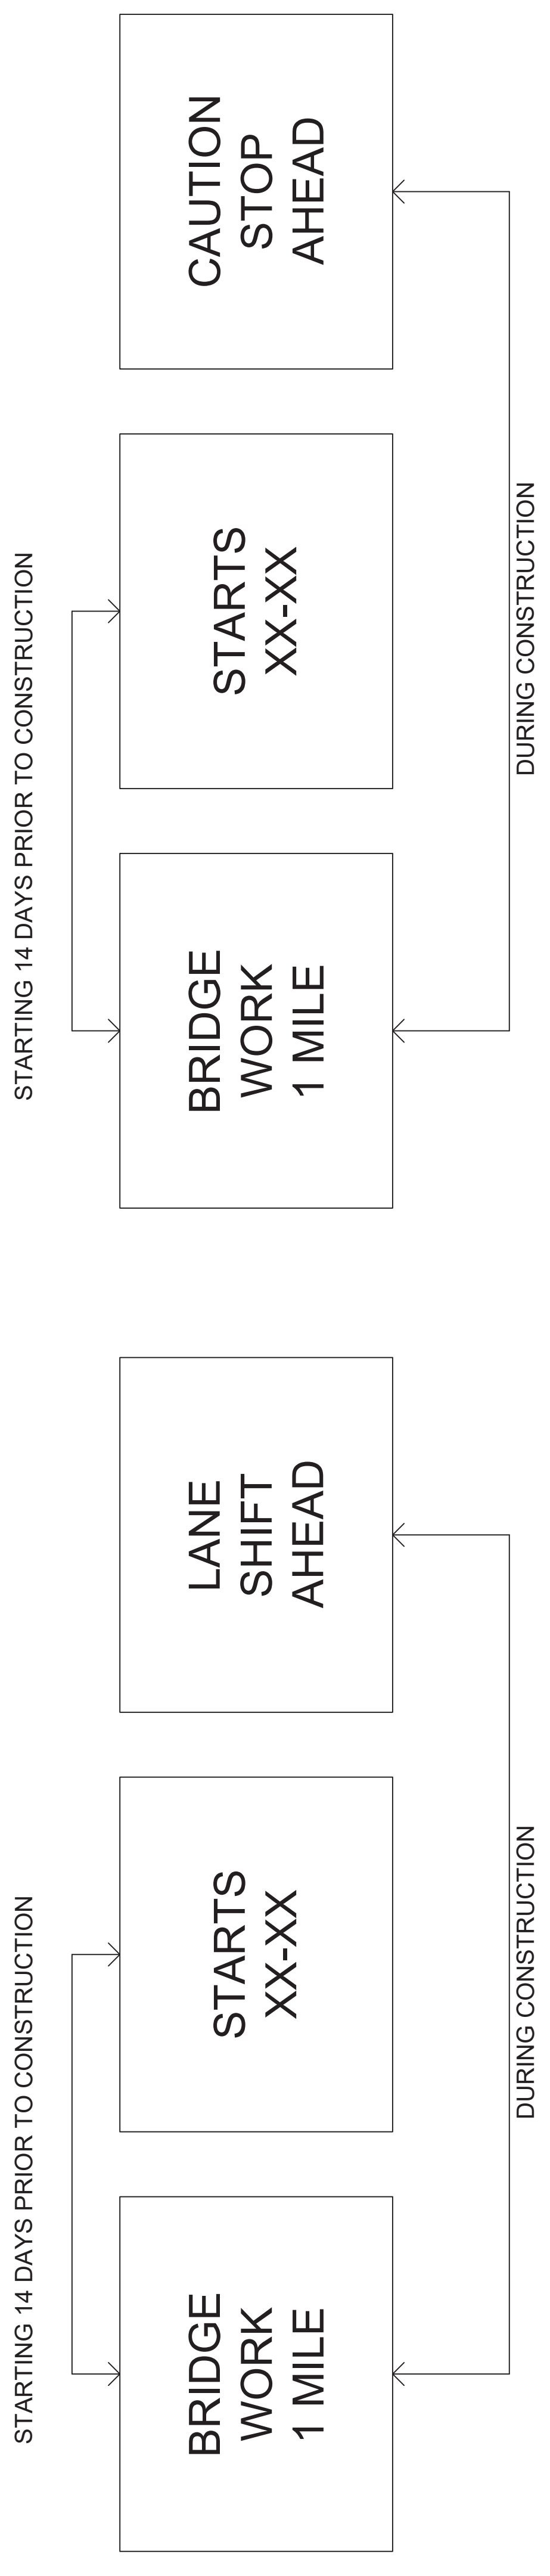 STARTING 14 DAYS PRIOR TO CONSTRUCTION
BRIDGE
WORK
1 MILE
STARTS
XX-XX
LANE
SHIFT
AHEAD
DURING CONSTRUCTION
STARTING 14 DAYS PRIOR TO CONSTRUCTION
BRIDGE
WORK
1 MILE
STARTS
XX-XX
CAUTION
STOP
AHEAD
DURING CONSTRUCTION